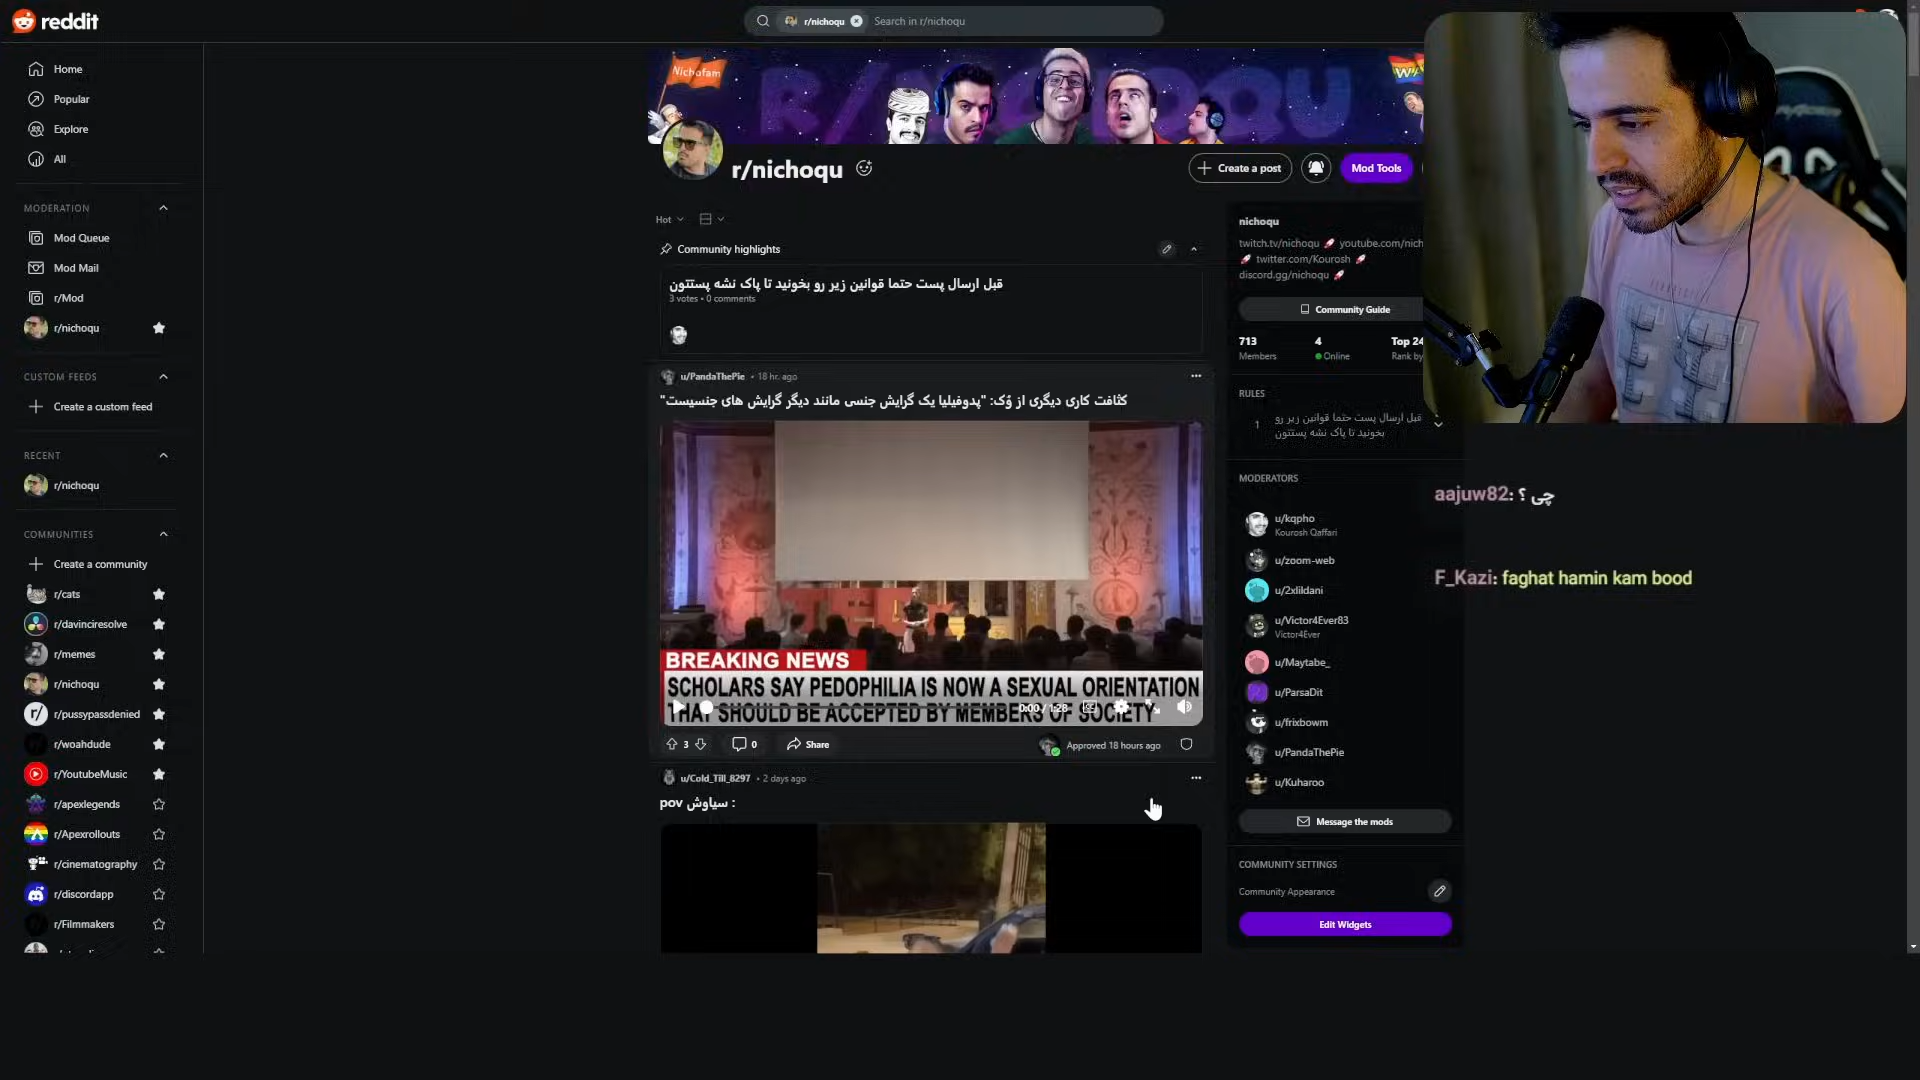 reddit
r/nichoqu
Search in r/nichoqu
Home
Popular
Explore
All
MODERATION
Mod Queue
Mod Mail
r/Mod
r/nichoqu
CUSTOM FEEDS
Create a custom feed
RECENT
r/nichoqu
COMMUNITIES
Create a community
r/cats
r/davinciresolve
r/memes
r/nichoqu
r/pussypassdenied
r/woahdude
r/YoutubeMusic
r/apexlegends
r/Apexrollouts
r/cinematography
r/discordapp
r/Filmmakers
Nichofam
R/NICHOQU
r/nichoqu
Create a post
Mod Tools
Hot
Community highlights
قبل ارسال پست حتما قوانین زیر رو بخونید تا پاک نشه پستتون
3 votes • 0 comments
u/PandaThePie • 18 hr. ago
کثافت کاری دیگری از وُک: "پدوفیلیا یک گرایش جنسی مانند دیگر گرایش های جنسیست"
BREAKING NEWS
SCHOLARS SAY PEDOPHILIA IS NOW A SEXUAL ORIENTATION
THAT SHOULD BE ACCEPTED BY MEMBERS OF SOCIETY
0:00 / 1:28
3
0
Share
Approved 18 hours ago
u/Cold_Till_8297 • 2 days ago
pov سیاوش :
nichoqu
twitch.tv/nichoqu 🚀 youtube.com/nich
🚀 twitter.com/Kourosh 🚀
discord.gg/nichoqu 🚀
Community Guide
713
4
Top 24
Members
Online
Rank by
RULES
1
قبل ارسال پست حتما قوانین زیر رو
بخونید تا پاک نشه پستتون
MODERATORS
u/kqpho
Kourosh Qaffari
u/zoom-web
u/2xlildani
u/Victor4Ever83
Victor4Ever
u/Maytabe_
u/ParsaDit
u/frixbowm
u/PandaThePie
u/Kuharoo
Message the mods
COMMUNITY SETTINGS
Community Appearance
Edit Widgets
aajuw82: چی ؟
F_Kazi: faghat hamin kam bood